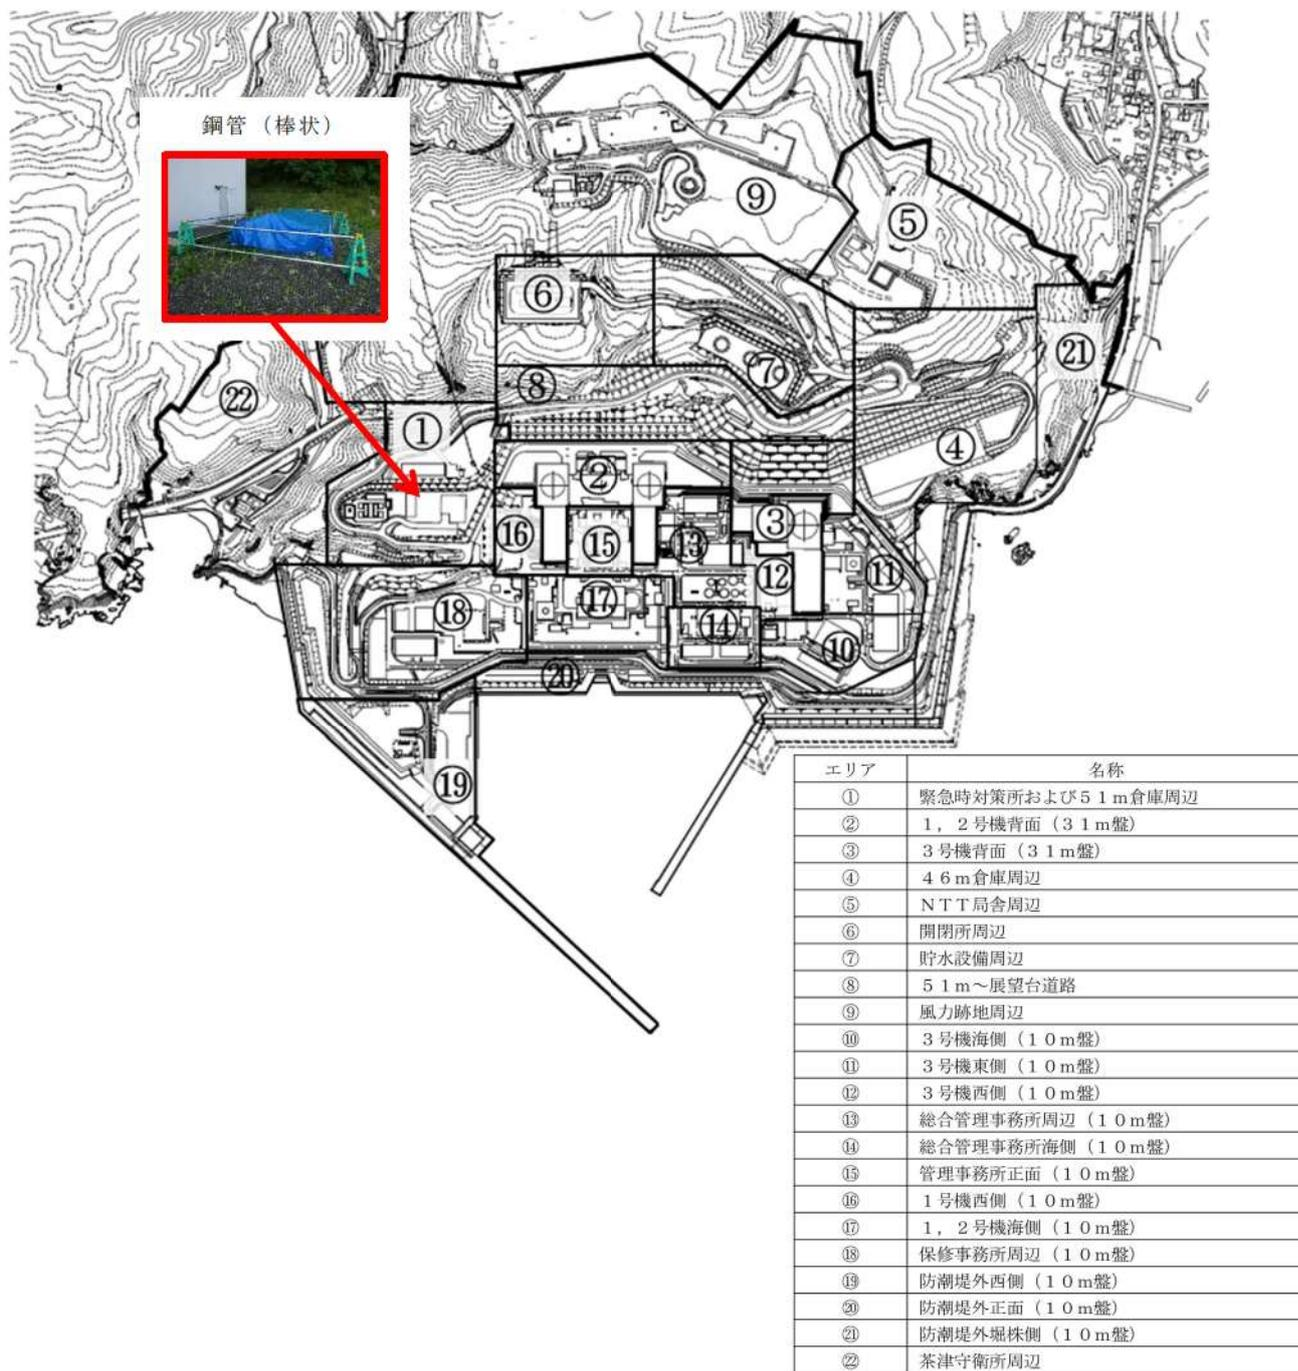 鋼管（棒状）
⑨
⑤
⑥
㉑
⑦
⑧
㉒
①
④
②
③
⑯
⑮
⑬
⑫
⑪
⑰
⑱
⑭
⑩
⑳
⑲
エリア 名称
① 緊急時対策所および５１ｍ倉庫周辺
② １，２号機背面（３１ｍ盤）
③ ３号機背面（３１ｍ盤）
④ ４６ｍ倉庫周辺
⑤ ＮＴＴ局舎周辺
⑥ 開閉所周辺
⑦ 貯水設備周辺
⑧ ５１ｍ～展望台道路
⑨ 風力跡地周辺
⑩ ３号機海側（１０ｍ盤）
⑪ ３号機東側（１０ｍ盤）
⑫ ３号機西側（１０ｍ盤）
⑬ 総合管理事務所周辺（１０ｍ盤）
⑭ 総合管理事務所海側（１０ｍ盤）
⑮ 管理事務所正面（１０ｍ盤）
⑯ １号機西側（１０ｍ盤）
⑰ １，２号機海側（１０ｍ盤）
⑱ 保修事務所周辺（１０ｍ盤）
⑲ 防潮堤外西側（１０ｍ盤）
⑳ 防潮堤外正面（１０ｍ盤）
㉑ 防潮堤外堀株側（１０ｍ盤）
㉒ 茶津守衛所周辺